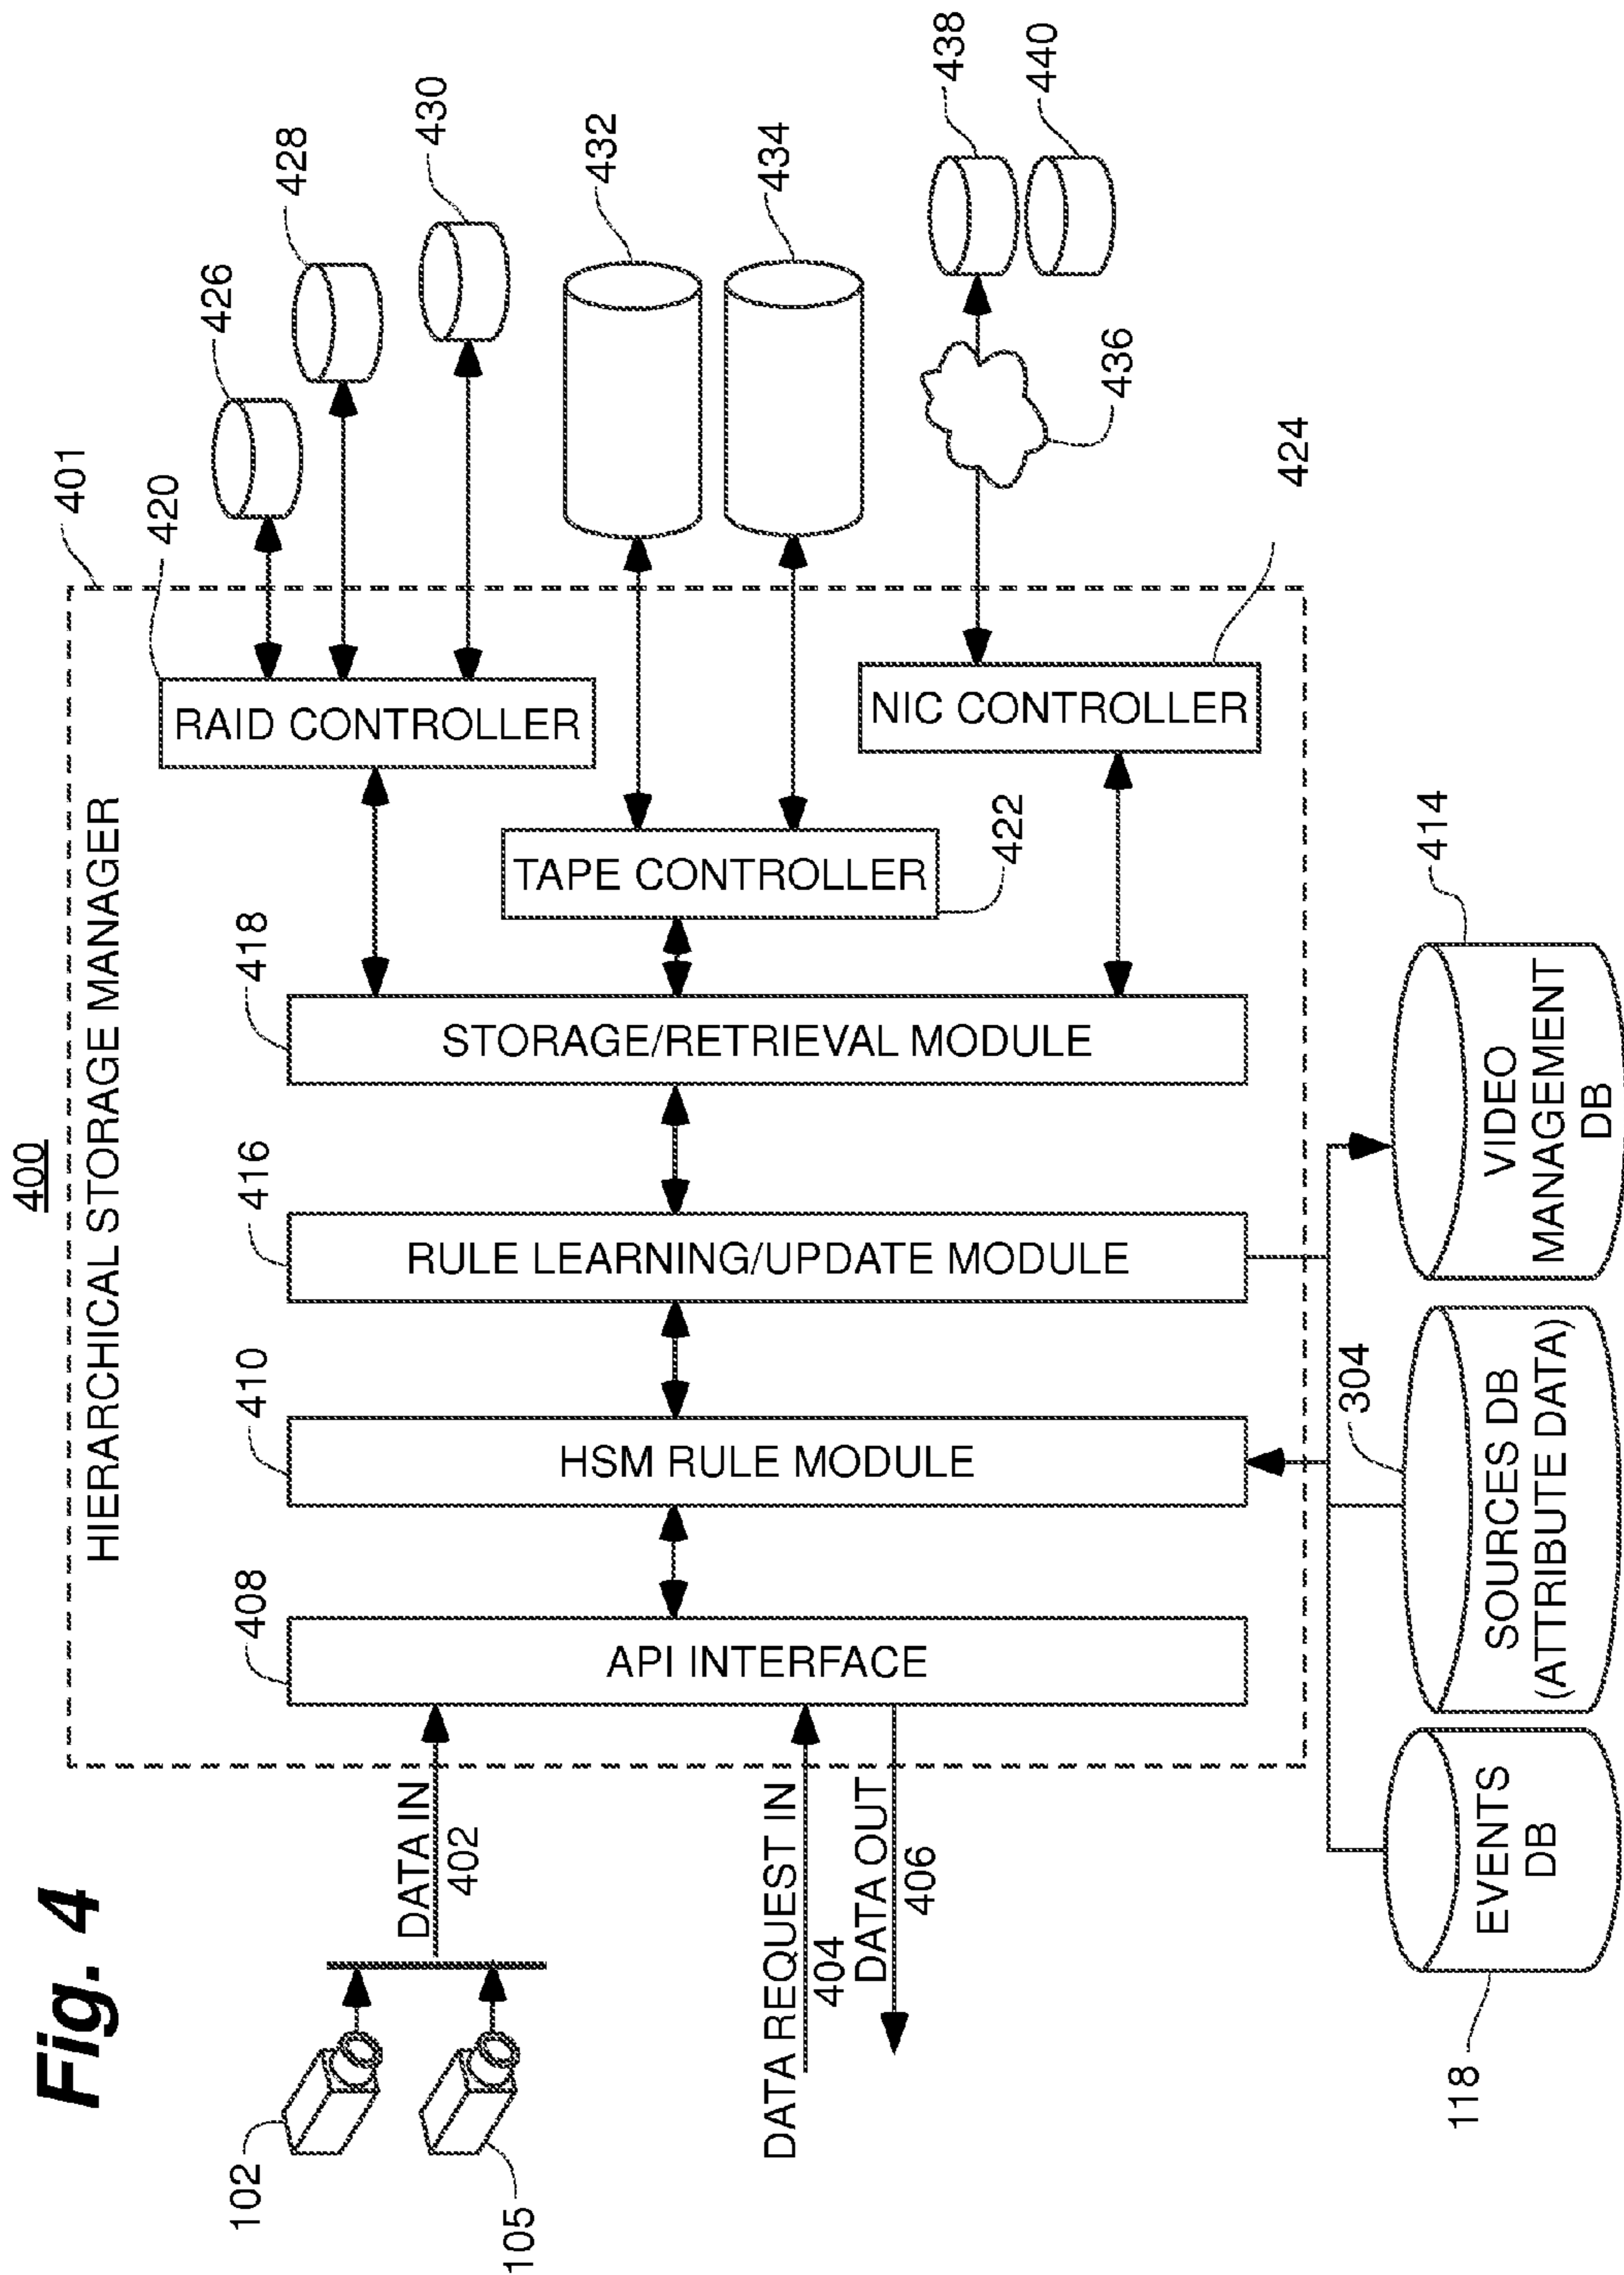 Fig. 4
400
HIERARCHICAL STORAGE MANAGER
401
102
105
DATA IN
402
DATA REQUEST IN
404
DATA OUT
406
408
API INTERFACE
410
HSM RULE MODULE
416
RULE LEARNING/UPDATE MODULE
418
STORAGE/RETRIEVAL MODULE
420
RAID CONTROLLER
TAPE CONTROLLER
422
NIC CONTROLLER
424
426
428
430
432
434
436
438
440
118
EVENTS
DB
304
SOURCES DB
(ATTRIBUTE DATA)
414
VIDEO
MANAGEMENT
DB